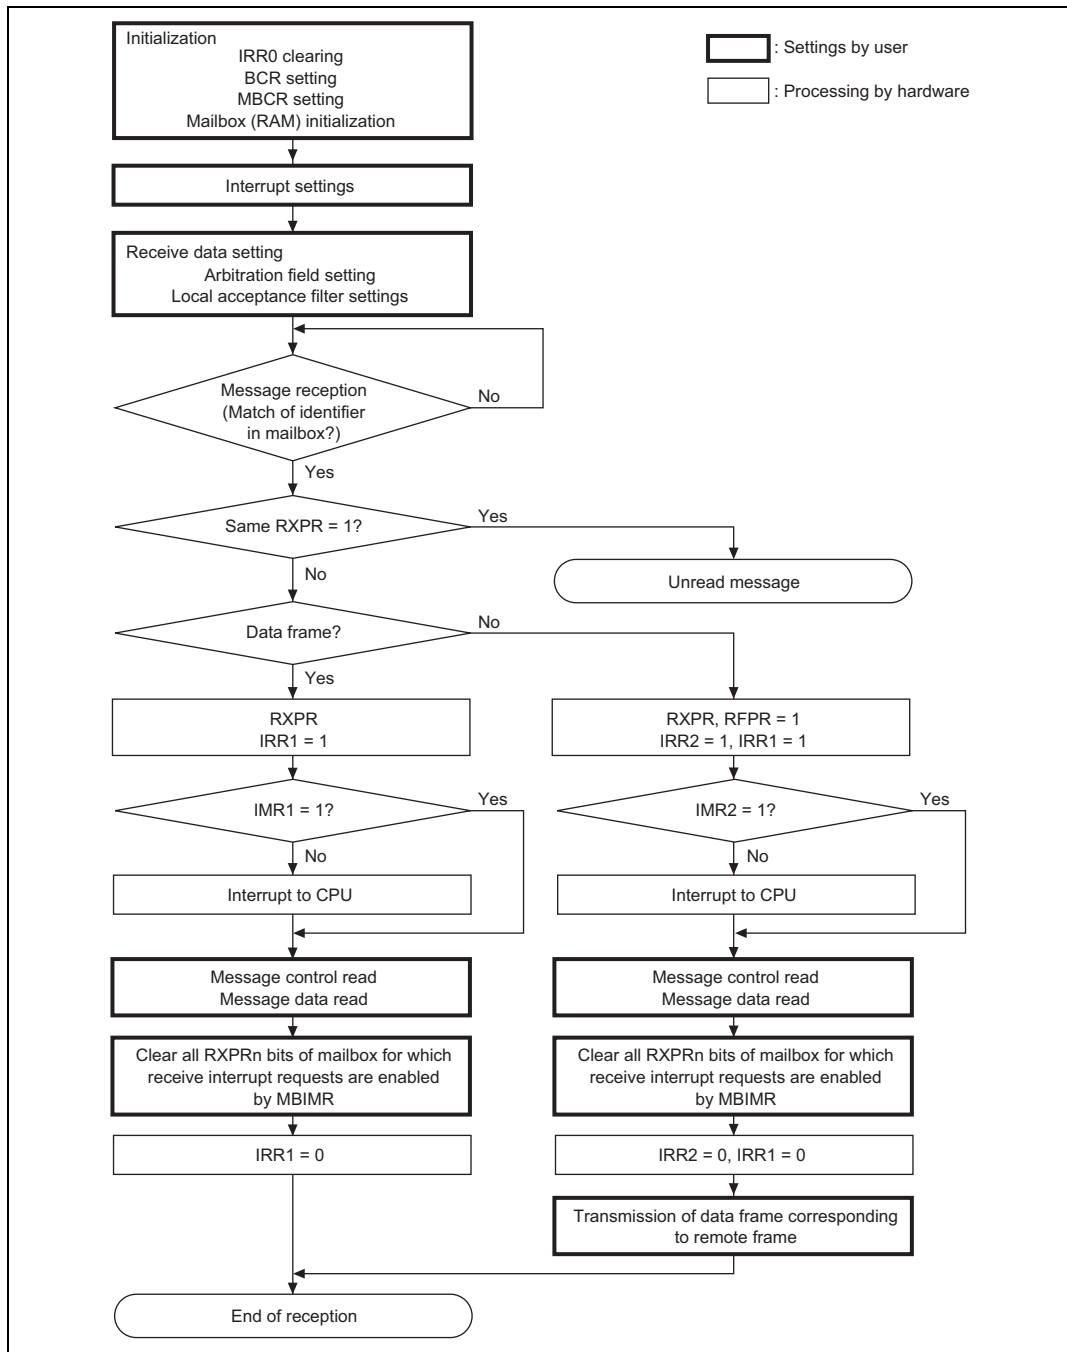 Initialization
IRR0 clearing
BCR setting
MBCR setting
Mailbox (RAM) initialization
: Settings by user
: Processing by hardware
Interrupt settings
Receive data setting
Arbitration field setting
Local acceptance filter settings
Message reception
(Match of identifier
in mailbox?)
No
Yes
Same RXPR = 1?
Yes
No
Unread message
Data frame?
No
Yes
RXPR
IRR1 = 1
RXPR, RFPR = 1
IRR2 = 1, IRR1 = 1
IMR1 = 1?
Yes
No
IMR2 = 1?
Yes
No
Interrupt to CPU
Interrupt to CPU
Message control read
Message data read
Message control read
Message data read
Clear all RXPRn bits of mailbox for which
receive interrupt requests are enabled
by MBIMR
Clear all RXPRn bits of mailbox for which
receive interrupt requests are enabled
by MBIMR
IRR1 = 0
IRR2 = 0, IRR1 = 0
Transmission of data frame corresponding
to remote frame
End of reception